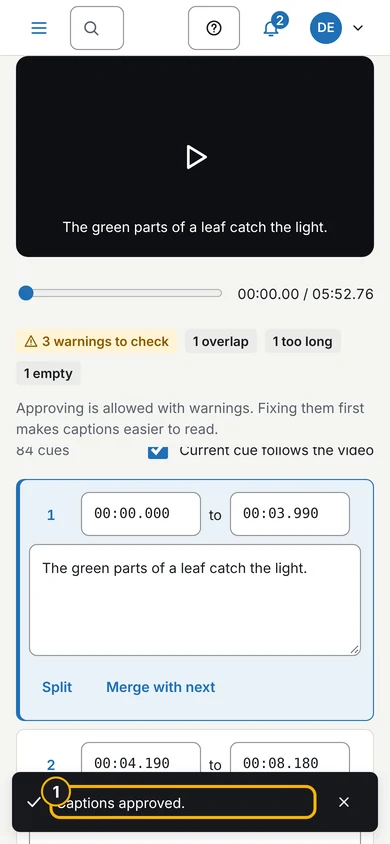 2
DE
The green parts of a leaf catch the light.
00:00.00 / 05:52.76
3 warnings to check
1 overlap
1 too long
1 empty
Approving is allowed with warnings. Fixing them first
makes captions easier to read.
84 cues
Current cue follows the video
1
00:00.000
to
00:03.990
The green parts of a leaf catch the light.
Split
Merge with next
2
00:04.190
to
00:08.180
1
Captions approved.